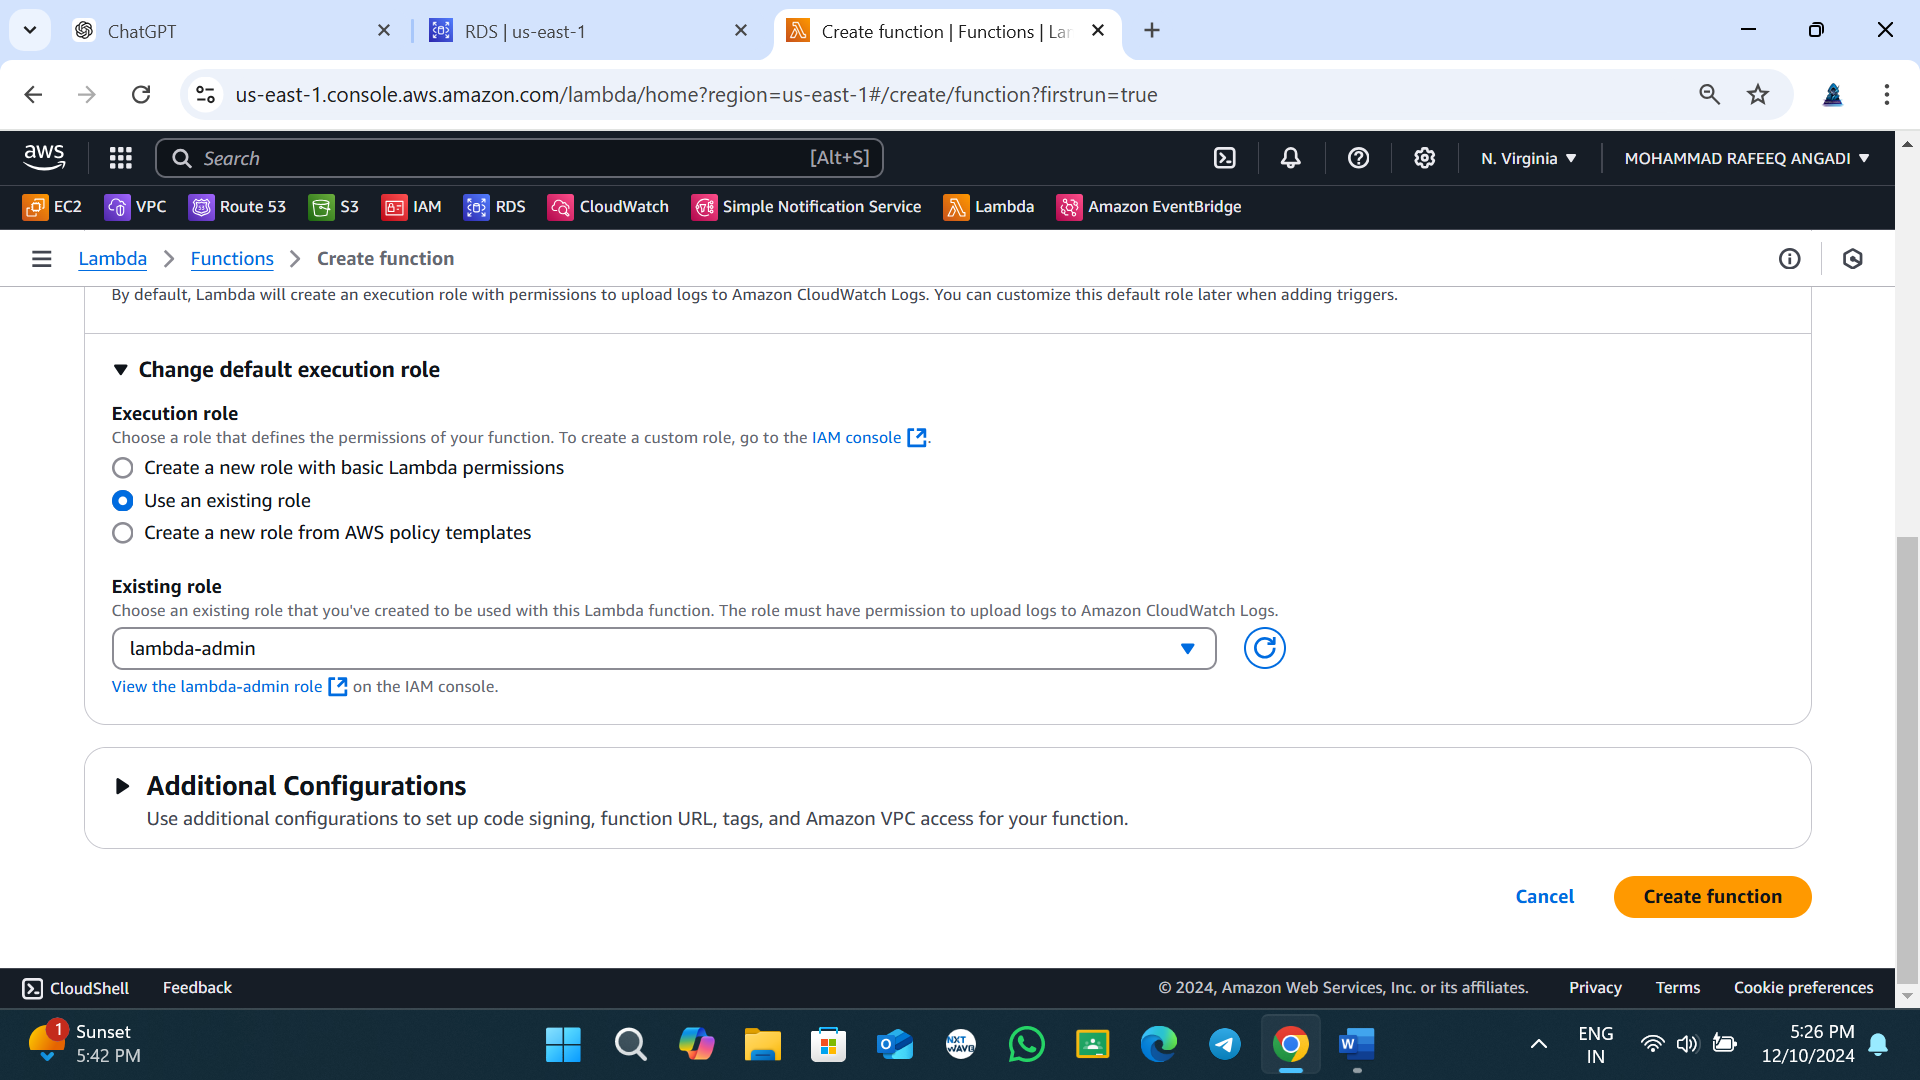 ChatGPT
RDS | us-east-1
Create function | Functions | La
us-east-1.console.aws.amazon.com/lambda/home?region=us-east-1#/create/function?firstrun=true
aws
Search
[Alt+S]
N. Virginia
MOHAMMAD RAFEEQ ANGADI
EC2
VPC
Route 53
S3
IAM
RDS
CloudWatch
Simple Notification Service
Lambda
Amazon EventBridge
Lambda
Functions
Create function
By default, Lambda will create an execution role with permissions to upload logs to Amazon CloudWatch Logs. You can customize this default role later when adding triggers.
Change default execution role
Execution role
Choose a role that defines the permissions of your function. To create a custom role, go to the IAM console.
Create a new role with basic Lambda permissions
Use an existing role
Create a new role from AWS policy templates
Existing role
Choose an existing role that you've created to be used with this Lambda function. The role must have permission to upload logs to Amazon CloudWatch Logs.
lambda-admin
View the lambda-admin role on the IAM console.
Additional Configurations
Use additional configurations to set up code signing, function URL, tags, and Amazon VPC access for your function.
Cancel
Create function
CloudShell
Feedback
© 2024, Amazon Web Services, Inc. or its affiliates.
Privacy
Terms
Cookie preferences
1
Sunset
5:42 PM
NXT
WAVE
ENG
IN
5:26 PM
12/10/2024